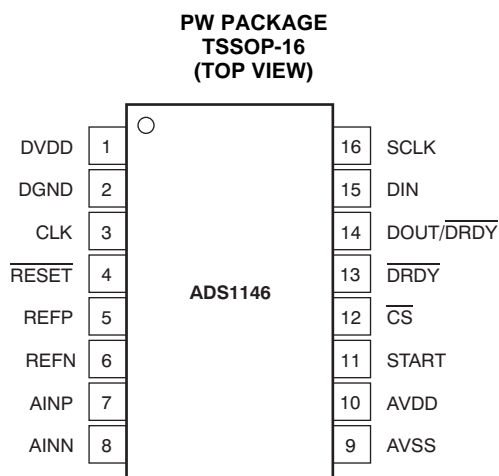 PW PACKAGE
TSSOP-16
(TOP VIEW)
DVDD 1 16 SCLK
DGND 2 15 DIN
CLK 3 14 DOUT/DRDY
RESET 4 13 DRDY
ADS1146
REFP 5 12 CS
REFN 6 11 START
AINP 7 10 AVDD
AINN 8 9 AVSS